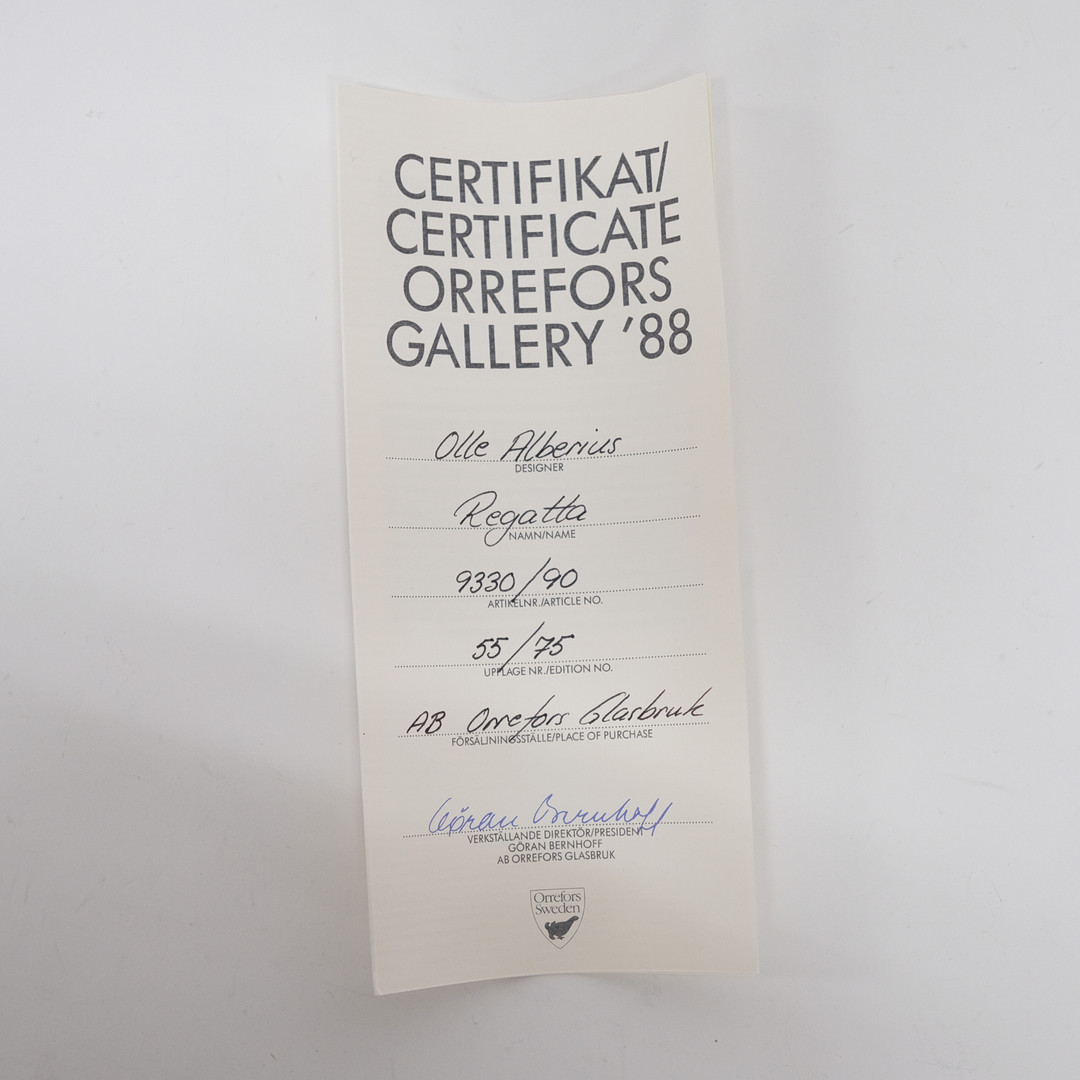 CERTIFIKAT/
CERTIFICATE
ORREFORS
GALLERY '88
Olle Alberius
DESIGNER
Regatta
NAMN/NAME
9330/90
ARTIKELNR./ARTICLE NO.
55/75
UPPLAGE NR./EDITION NO.
AB Orrefors Glasbruk
FÖRSÄLJNINGSSTÄLLE/PLACE OF PURCHASE
Göran Bernhoff
VERKSTÄLLANDE DIREKTÖR/PRESIDENT
GÖRAN BERNHOFF
AB ORREFORS GLASBRUK
Orrefors
Sweden